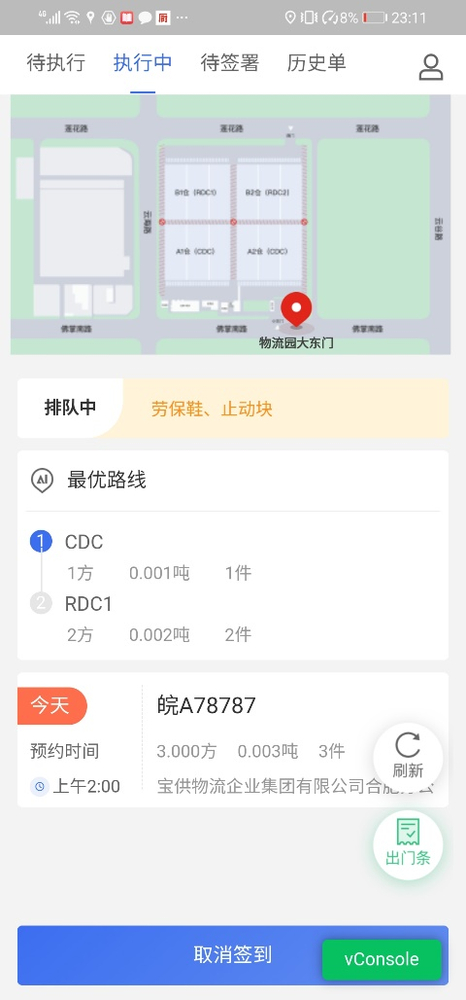 4G 8% 23:11
待执行 执行中 待签署 历史单
莲花路 莲花路 莲花路
B1仓 (RDC1) B2仓 (RDC2)
A1仓 (CDC) A2仓 (CDC)
佛掌南路 佛掌南路 佛掌南路
物流园大东门
排队中 劳保鞋、止动块
AI 最优路线
1 CDC
1方 0.001吨 1件
2 RDC1
2方 0.002吨 2件
今天 皖A78787
预约时间 3.000方 0.003吨 3件
刷新
上午2:00 宝供物流企业集团有限公司合肥分公
出门条
取消签到 vConsole